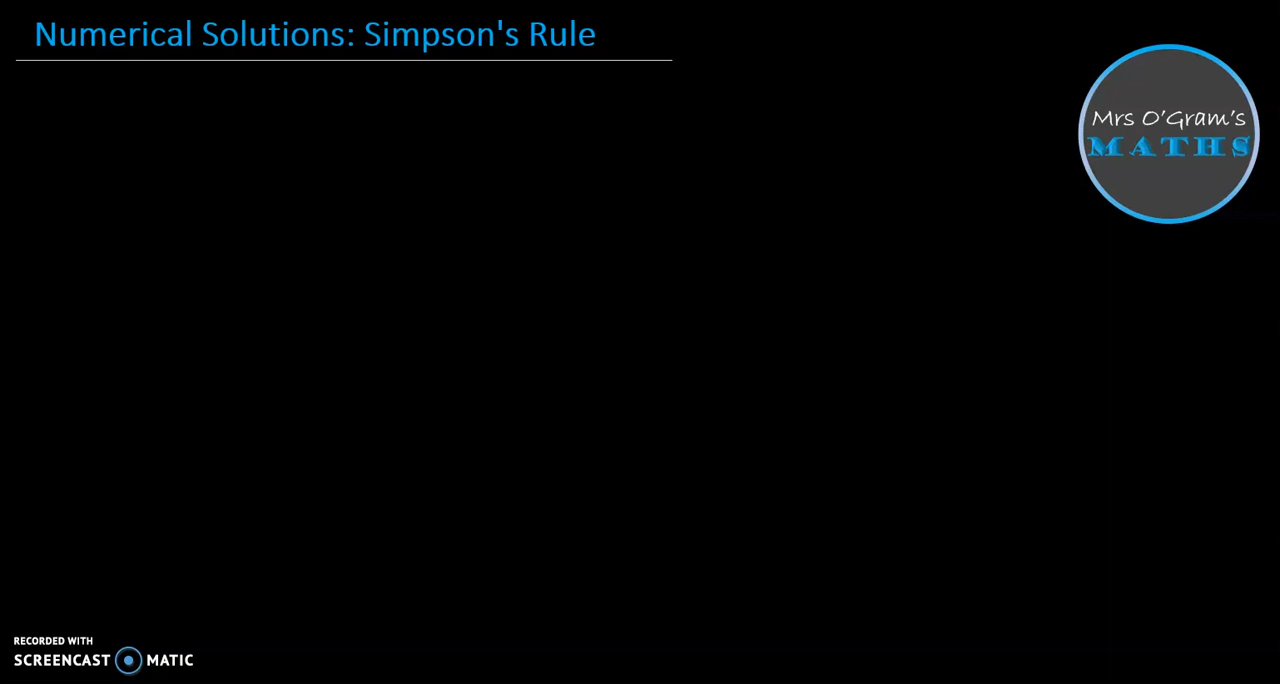 Numerical Solutions: Simpson's Rule
Mrs O'Gram's
MATHS
RECORDED WITH
SCREENCAST MATIC